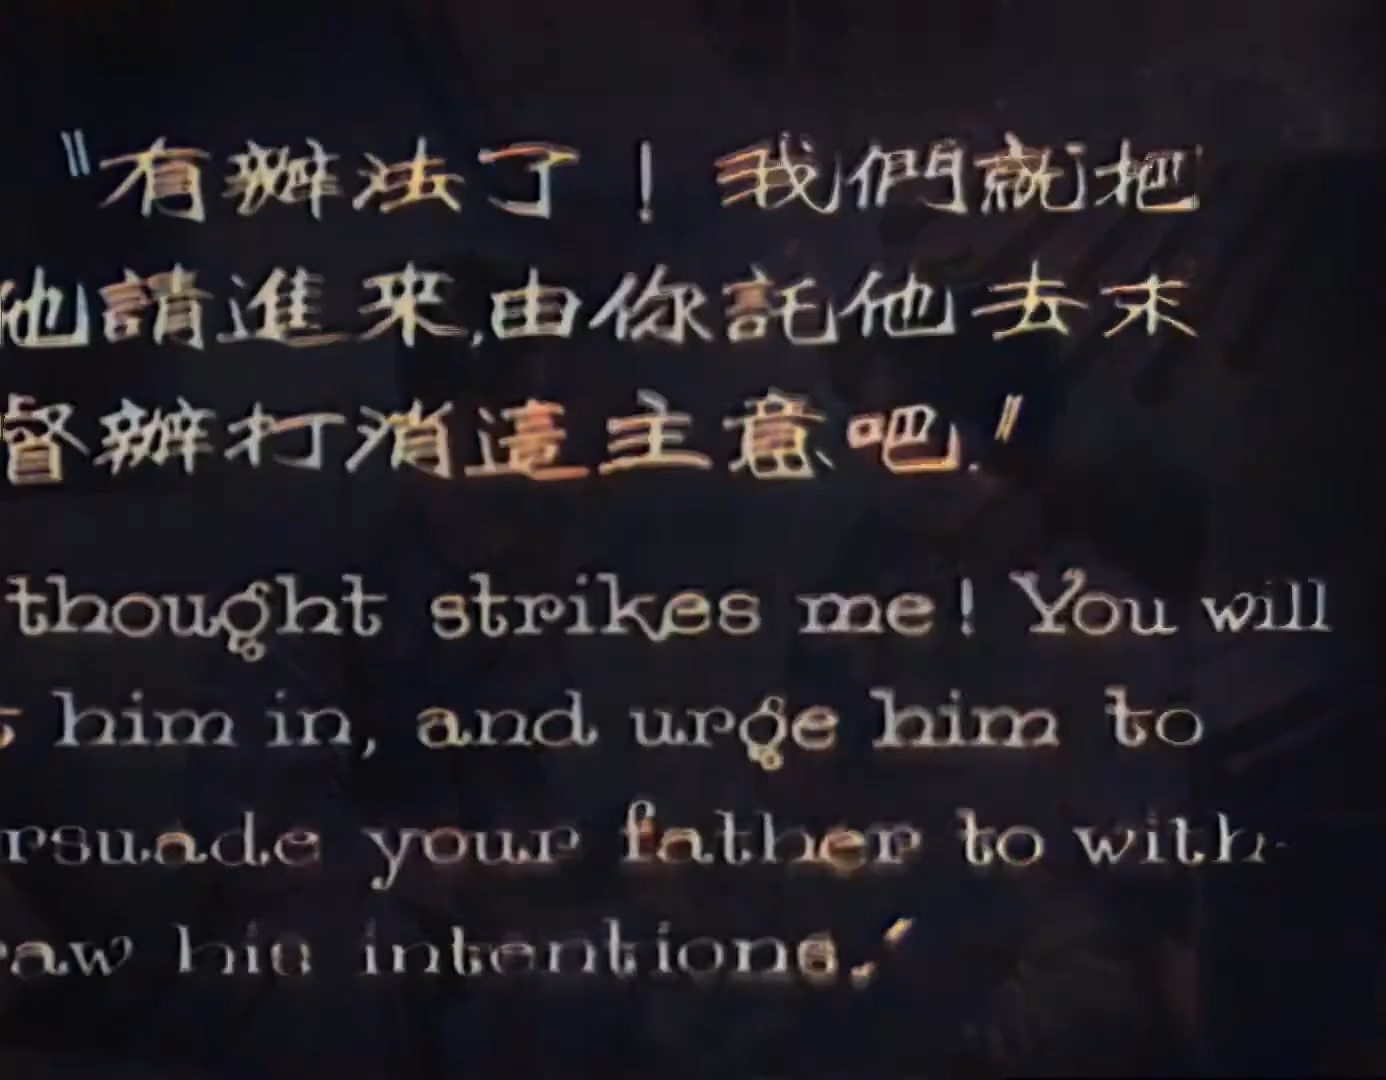 "有辦法了！我們就把
他請進來,由你託他去求
督辦打消這主意吧."
thought strikes me! You will
him in, and urge him to
rsuade your father to with-
raw his intentions.'